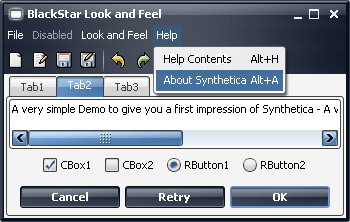 BlackStar Look and Feel
File Disabled Look and Feel Help
Help Contents Alt+H
About Synthetica Alt+A
Tab1 Tab2 Tab3
A very simple Demo to give you a first impression of Synthetica - A v
CBox1 CBox2 RButton1 RButton2
Cancel Retry OK